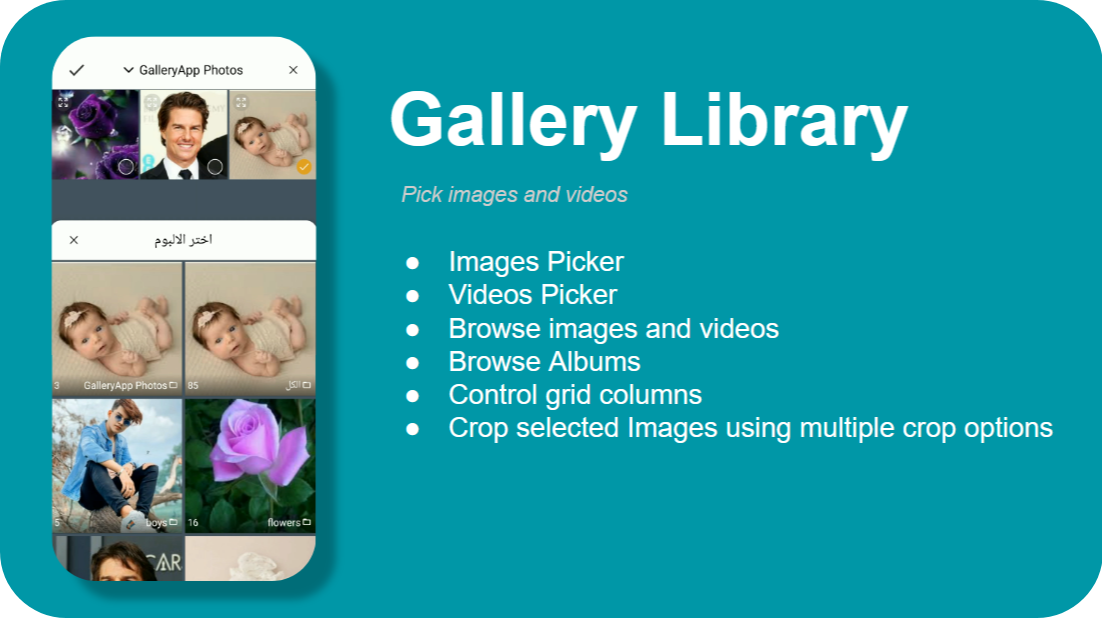 GalleryApp Photos
اختر الالبوم
3
GalleryApp Photos
85
الكل
5
boys
16
flowers
CAR
Gallery Library
Pick images and videos
● Images Picker
● Videos Picker
● Browse images and videos
● Browse Albums
● Control grid columns
● Crop selected Images using multiple crop options